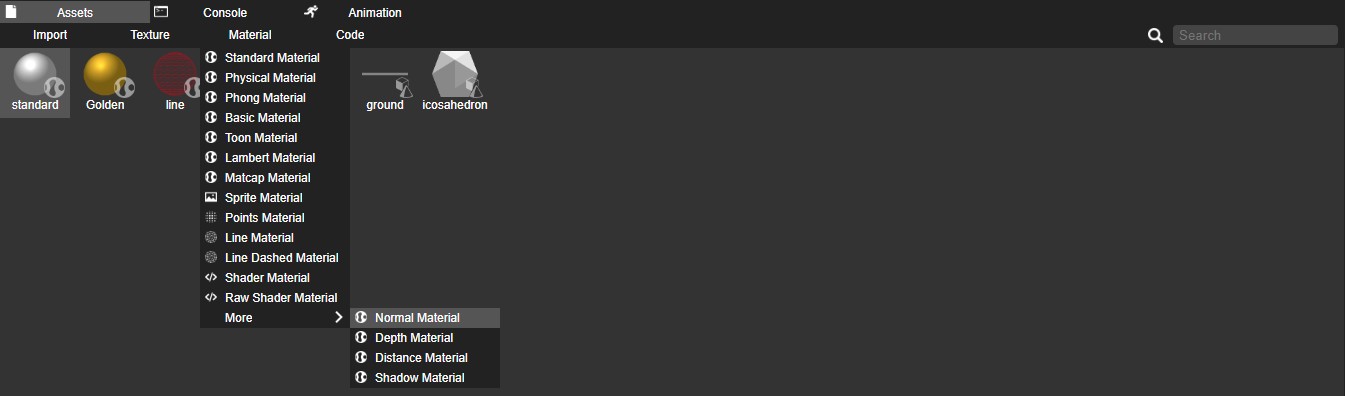 Assets Console Animation
Import Texture Material Code Search
Standard Material
Physical Material
Phong Material
Basic Material
Toon Material
Lambert Material
Matcap Material
Sprite Material
Points Material
Line Material
Line Dashed Material
Shader Material
Raw Shader Material
More
Normal Material
Depth Material
Distance Material
Shadow Material
standard Golden line ground icosahedron